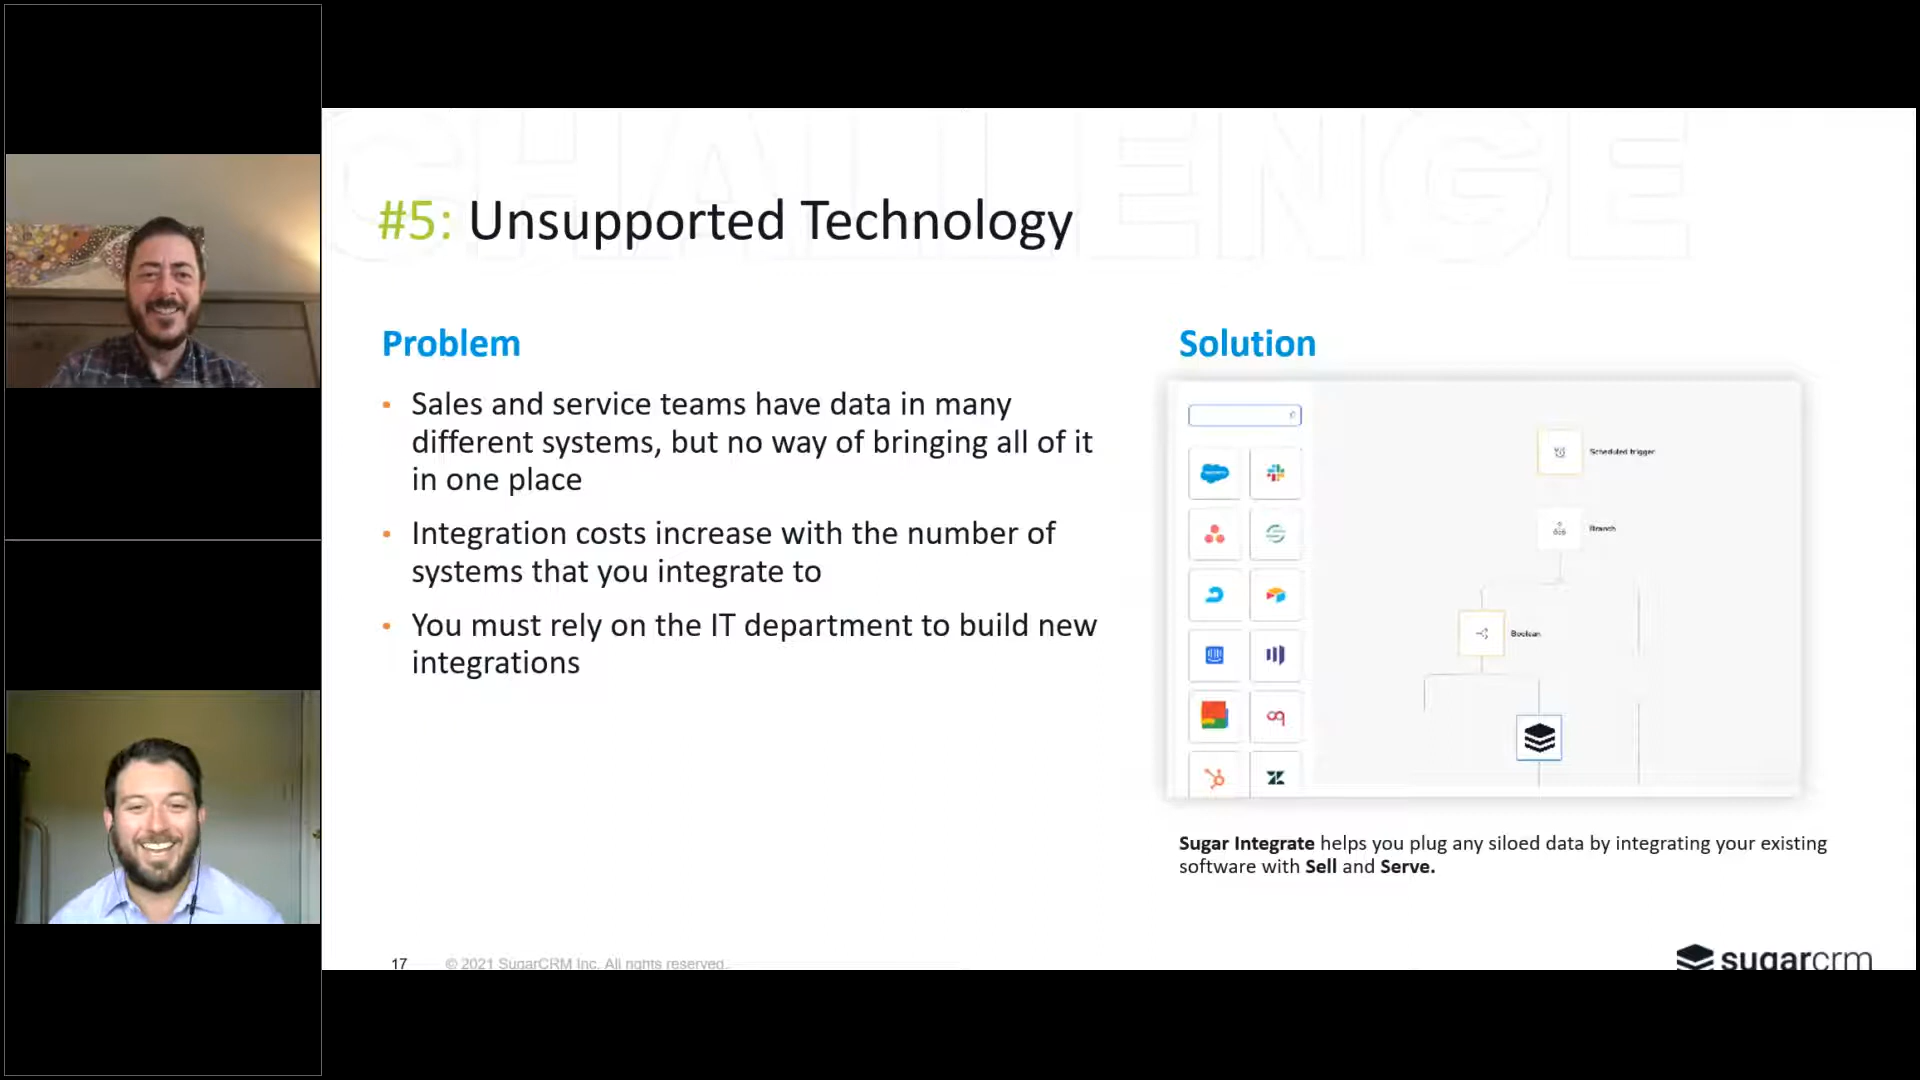 CHALLENGE
#5: Unsupported Technology
Problem
• Sales and service teams have data in many
different systems, but no way of bringing all of it
in one place
• Integration costs increase with the number of
systems that you integrate to
• You must rely on the IT department to build new
integrations
Solution
Scheduled trigger
Branch
Boolean
Sugar Integrate helps you plug any siloed data by integrating your existing
software with Sell and Serve.
17
© 2021 SugarCRM Inc. All rights reserved.
sugarcrm